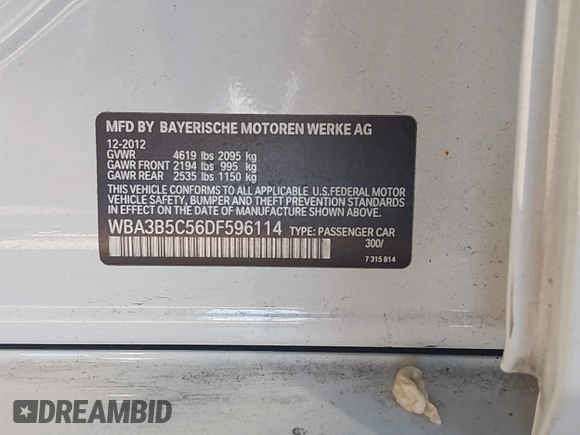 MFD BY BAYERISCHE MOTOREN WERKE AG
12-2012
GVWR 4619 lbs 2095 kg
GAWR FRONT 2194 lbs 995 kg
GAWR REAR 2535 lbs 1150 kg
THIS VEHICLE CONFORMS TO ALL APPLICABLE U.S.FEDERAL MOTOR
VEHICLE SAFETY, BUMPER, AND THEFT PREVENTION STANDARDS
IN EFFECT ON THE DATE OF MANUFACTURE SHOWN ABOVE.
WBA3B5C56DF596114 TYPE: PASSENGER CAR
300/
7 315 814
DREAMBID